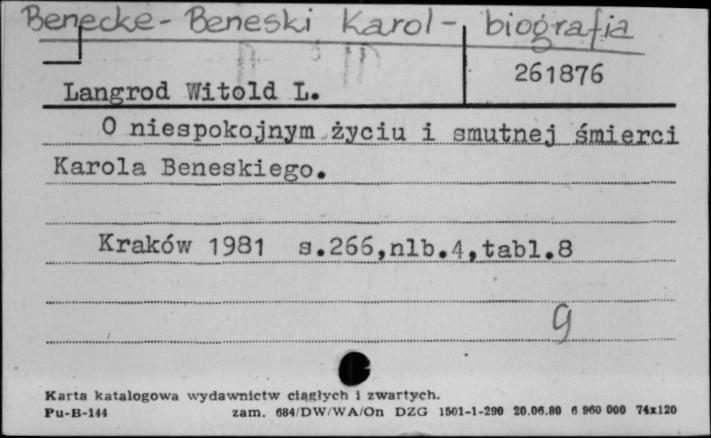 Benecke-Beneski Karol-biografia
261876
Langrod Witold L.
O niespokojnym życiu i smutnej śmierci
Karola Beneskiego.
Kraków 1981 s.266,nlb.4,tabl.8
g
Karta katalogowa wydawnictw ciągłych i zwartych.
Pu-B-144 zam. 684/DW/WA/On DZG 1501-1-290 20.06.80 6 960 000 74x120